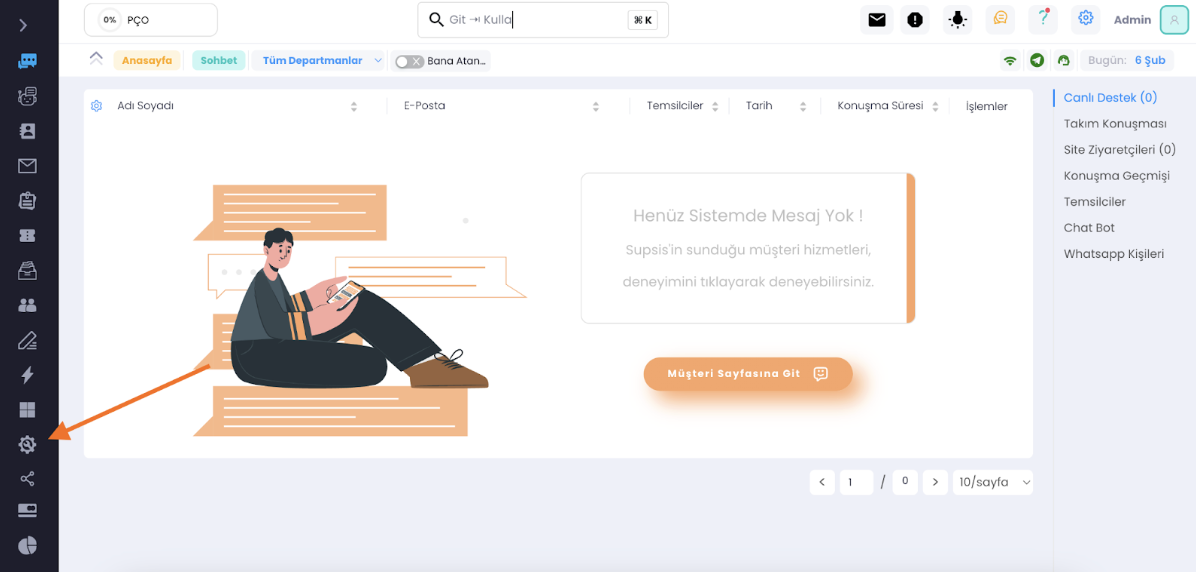 0% PÇO
Git ⇥ Kulla
⌘ K
Admin
Anasayfa
Sohbet
Tüm Departmanlar
Bana Atan...
Bugün: 6 Şub
Adı Soyadı
E-Posta
Temsilciler
Tarih
Konuşma Süresi
İşlemler
Henüz Sistemde Mesaj Yok !
Supsis'in sunduğu müşteri hizmetleri,
deneyimini tıklayarak deneyebilirsiniz.
Müşteri Sayfasına Git
1 / 0
10/sayfa
Canlı Destek (0)
Takım Konuşması
Site Ziyaretçileri (0)
Konuşma Geçmişi
Temsilciler
Chat Bot
Whatsapp Kişileri